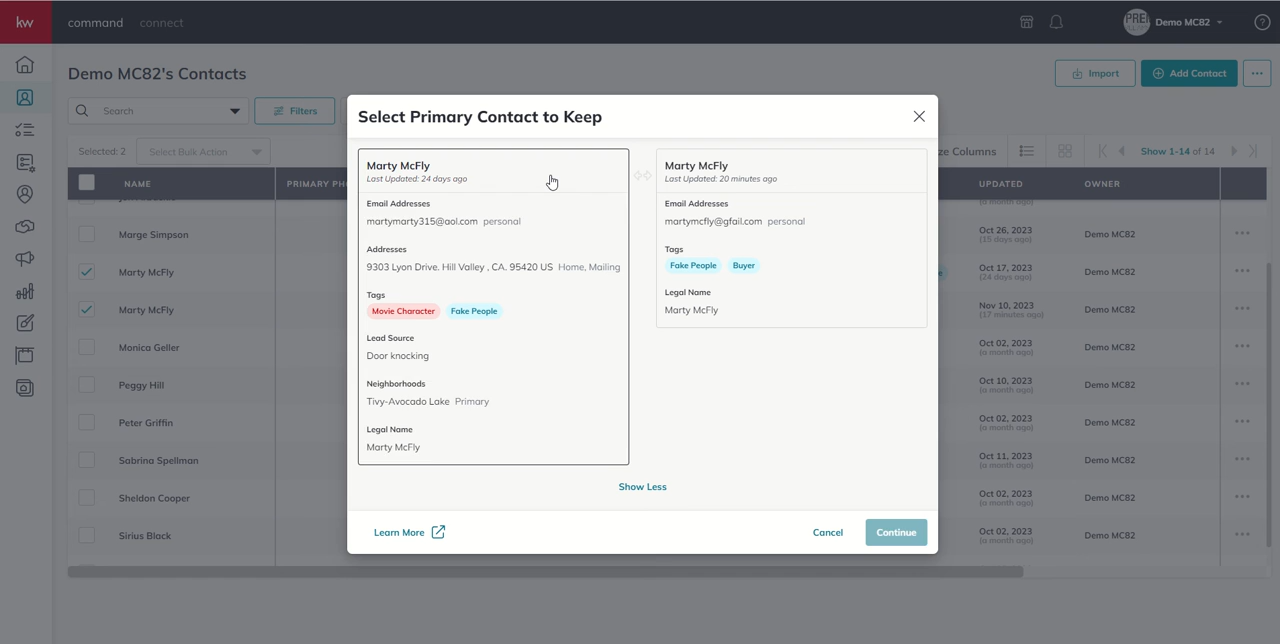 kw
command connect
PREI
Demo MC82
Demo MC82's Contacts
Import
Add Contact
Search
Filters
Selected: 2
Select Bulk Action
ze Columns
Show 1-14 of 14
NAME
PRIMARY PH
UPDATED
OWNER
(a month ago)
Marge Simpson
Oct 26, 2023
(15 days ago)
Demo MC82
Marty McFly
Oct 17, 2023
(24 days ago)
Demo MC82
Marty McFly
Nov 10, 2023
(17 minutes ago)
Demo MC82
Monica Geller
Oct 02, 2023
(a month ago)
Demo MC82
Peggy Hill
Oct 10, 2023
(a month ago)
Demo MC82
Peter Griffin
Oct 02, 2023
(a month ago)
Demo MC82
Sabrina Spellman
Oct 11, 2023
(a month ago)
Demo MC82
Sheldon Cooper
Oct 02, 2023
(a month ago)
Demo MC82
Sirius Black
Oct 02, 2023
(a month ago)
Demo MC82
Select Primary Contact to Keep
Marty McFly
Last Updated: 24 days ago
Email Addresses
martymarty315@aol.com personal
Addresses
9303 Lyon Drive. Hill Valley , CA. 95420 US Home, Mailing
Tags
Movie Character Fake People
Lead Source
Door knocking
Neighborhoods
Tivy-Avocado Lake Primary
Legal Name
Marty McFly
Marty McFly
Last Updated: 20 minutes ago
Email Addresses
martymcfly@gfail.com personal
Tags
Fake People Buyer
Legal Name
Marty McFly
Show Less
Learn More
Cancel
Continue